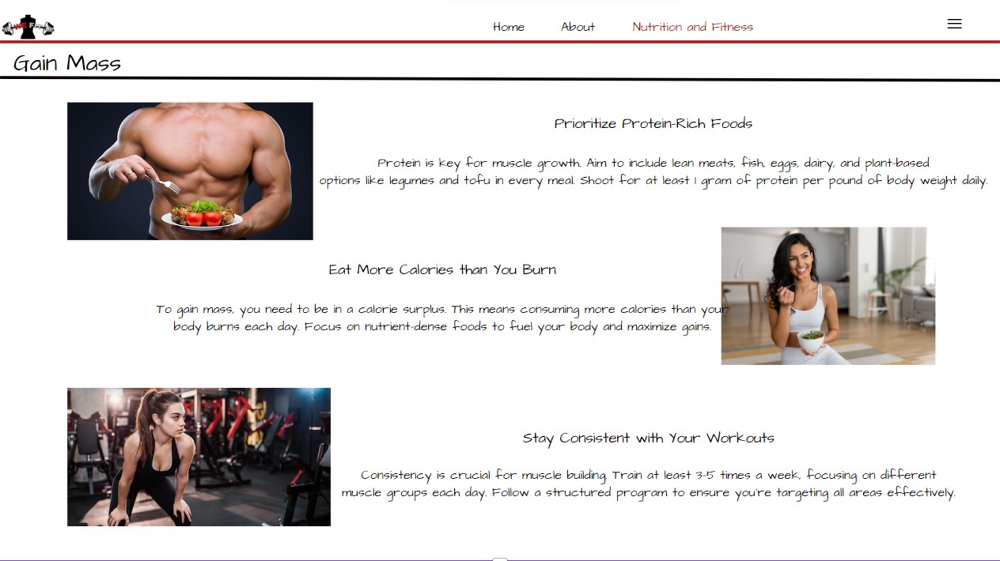 WE FIT
Home
About
Nutrition and Fitness
Gain Mass
Prioritize Protein-Rich Foods
Protein is key for muscle growth. Aim to include lean meats, fish, eggs, dairy, and plant-based
options like legumes and tofu in every meal. Shoot for at least 1 gram of protein per pound of body weight daily.
Eat More Calories than You Burn
To gain mass, you need to be in a calorie surplus. This means consuming more calories than your
body burns each day. Focus on nutrient-dense foods to fuel your body and maximize gains.
Stay Consistent with Your Workouts
Consistency is crucial for muscle building. Train at least 3-5 times a week, focusing on different
muscle groups each day. Follow a structured program to ensure you're targeting all areas effectively.